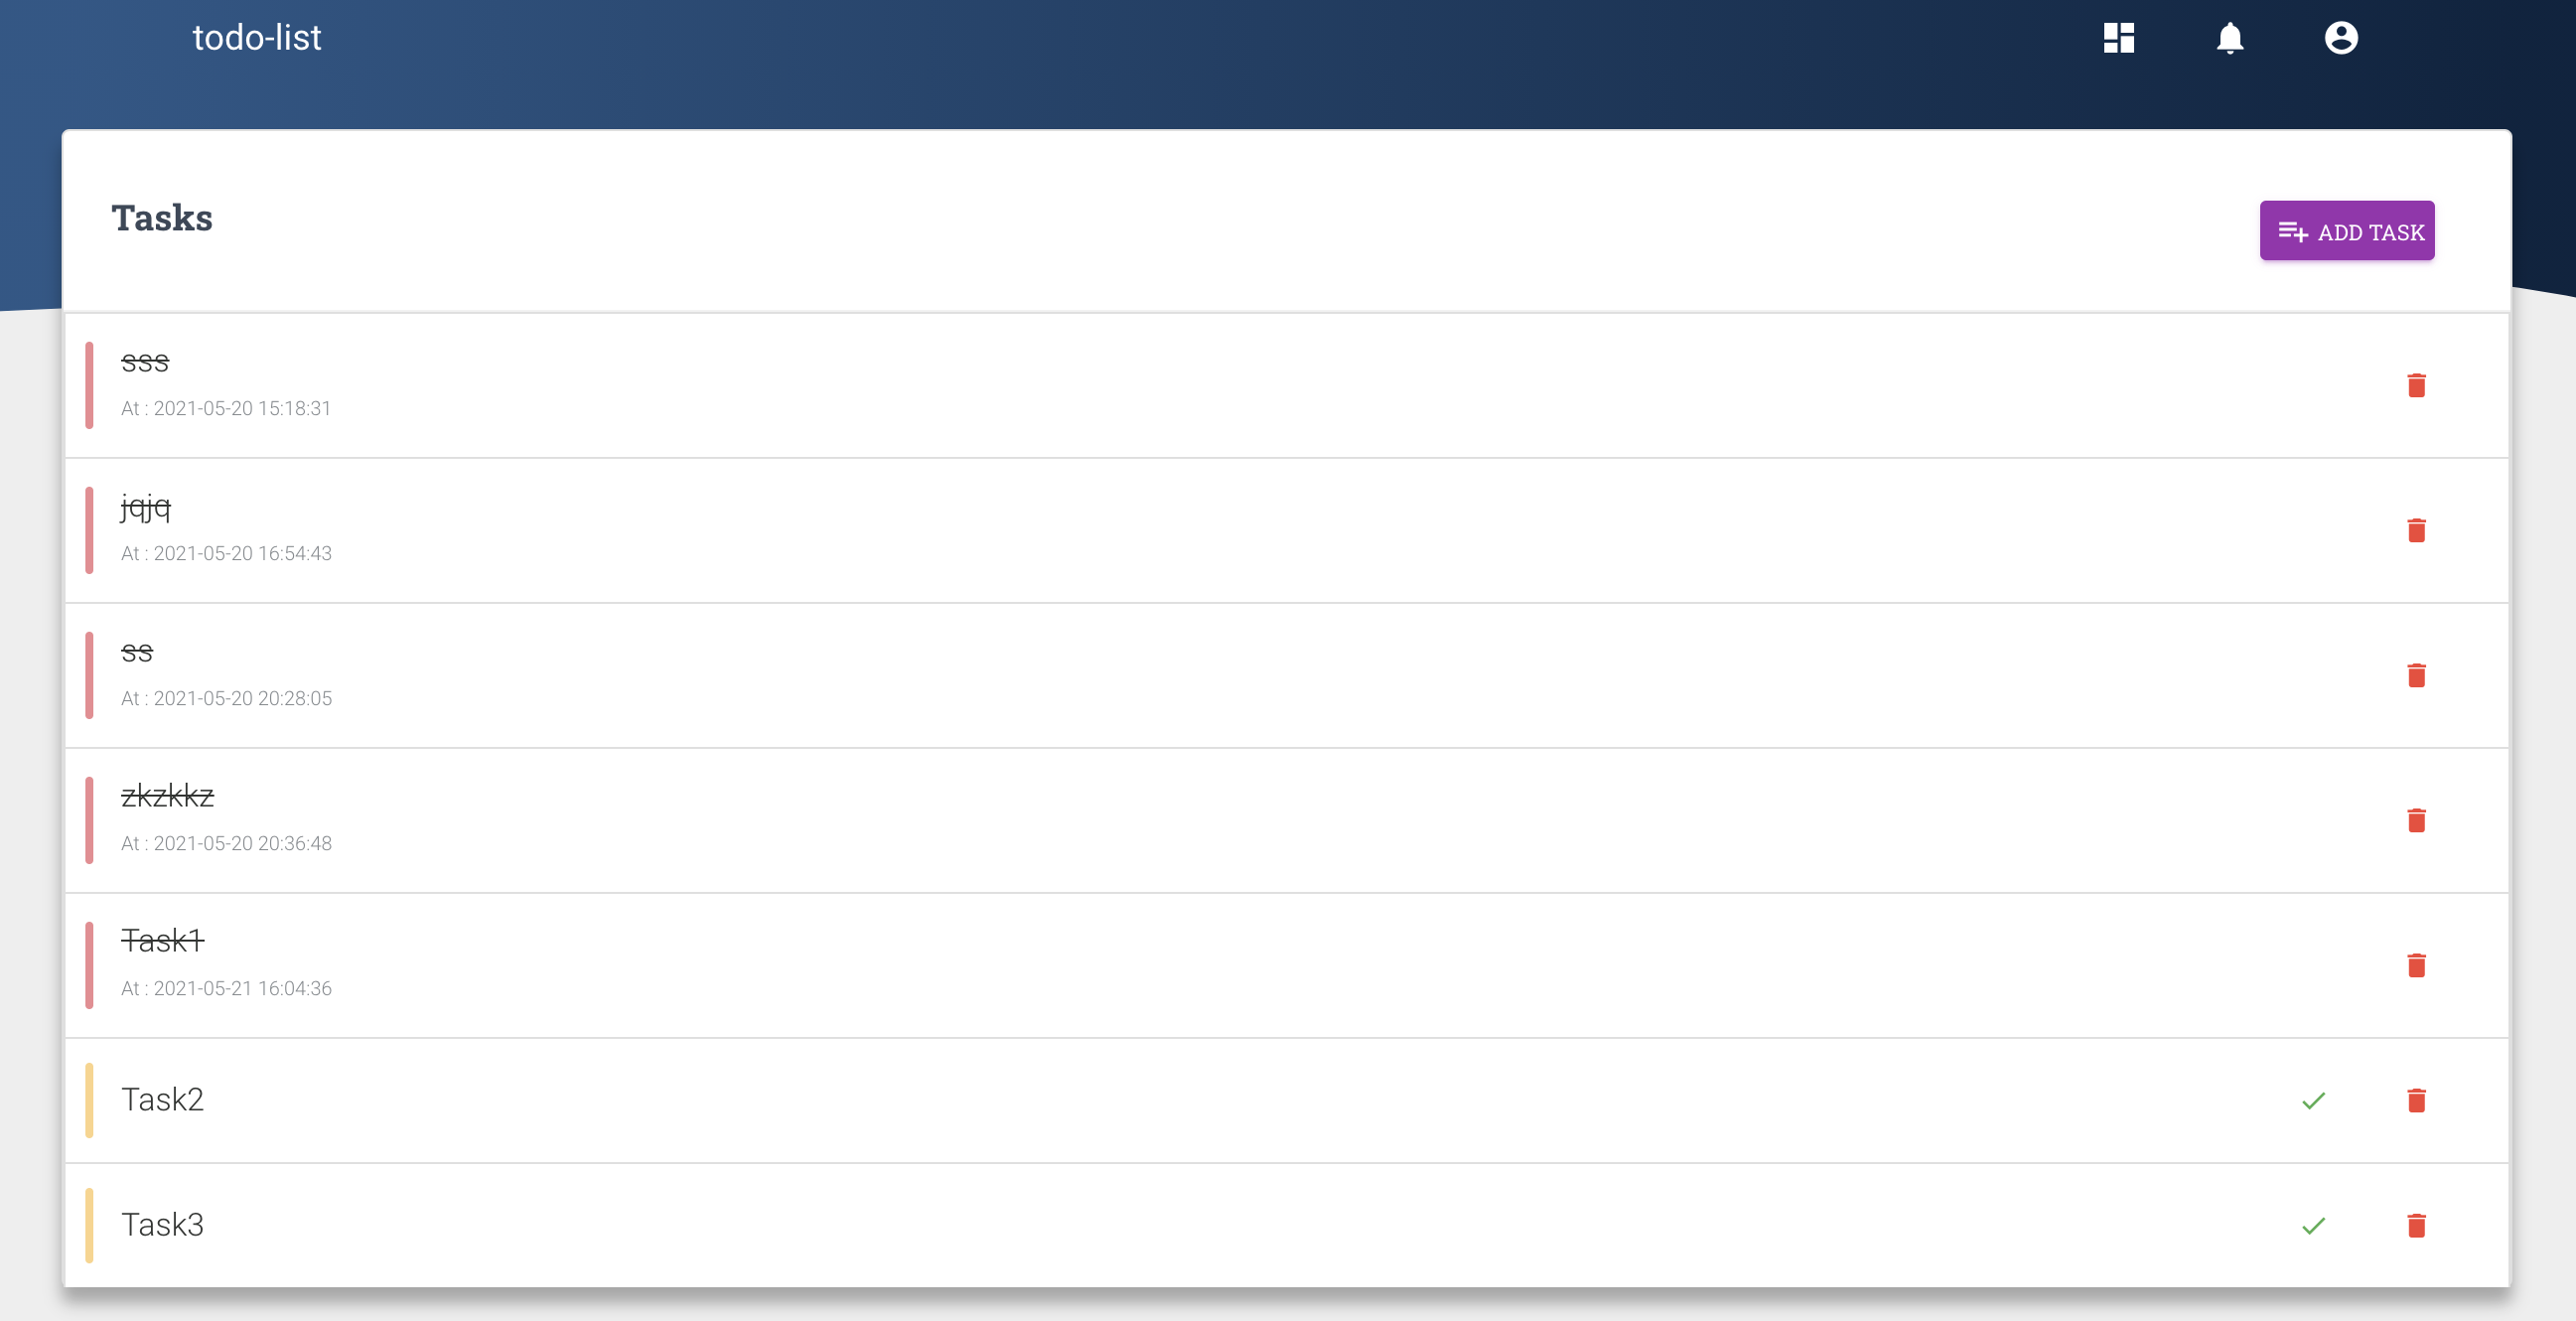 todo-list
Tasks
ADD TASK
sss
At : 2021-05-20 15:18:31
jqjq
At : 2021-05-20 16:54:43
ss
At : 2021-05-20 20:28:05
zkzkkz
At : 2021-05-20 20:36:48
Task1
At : 2021-05-21 16:04:36
Task2
Task3